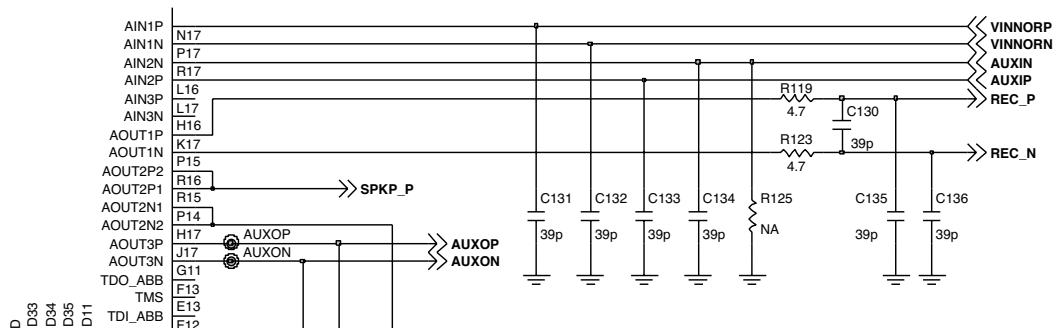 AIN1P
N17
VINNORP
AIN1N
P17
VINNORN
AIN2N
R17
AUXIN
AIN2P
L16
AUXIP
AIN3P
L17
R119
4.7
REC_P
AIN3N
H16
C130
39p
AOUT1P
K17
AOUT1N
P15
R123
4.7
REC_N
AOUT2P2
R16
AOUT2P1
R15
SPKP_P
AOUT2N1
P14
AOUT2N2
H17
C131
39p
C132
39p
C133
39p
C134
39p
R125
NA
C135
39p
C136
39p
AOUT3P
J17
AUXOP
AUXOP
AOUT3N
G11
AUXON
AUXON
TDO_ABB
F13
TMS
E13
TDI_ABB
D33
D34
D35
D11